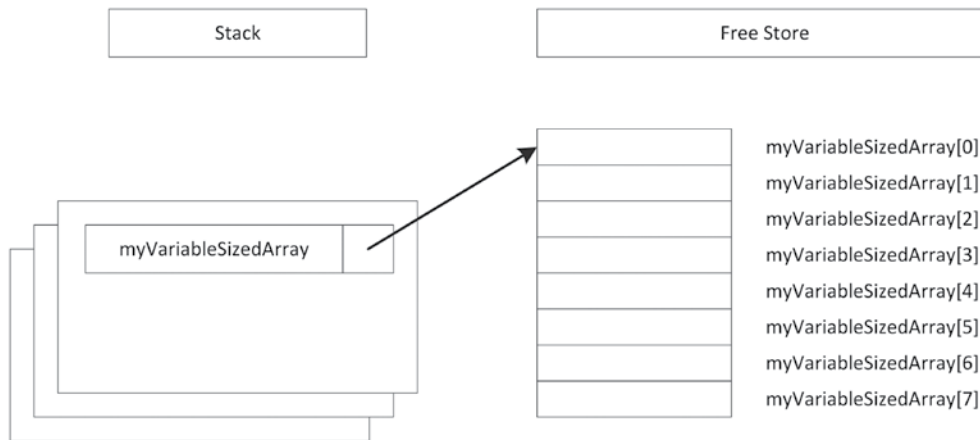 Stack
Free Store
myVariableSizedArray[0]
myVariableSizedArray[1]
myVariableSizedArray[2]
myVariableSizedArray
myVariableSizedArray[3]
myVariableSizedArray[4]
myVariableSizedArray[5]
myVariableSizedArray[6]
myVariableSizedArray[7]